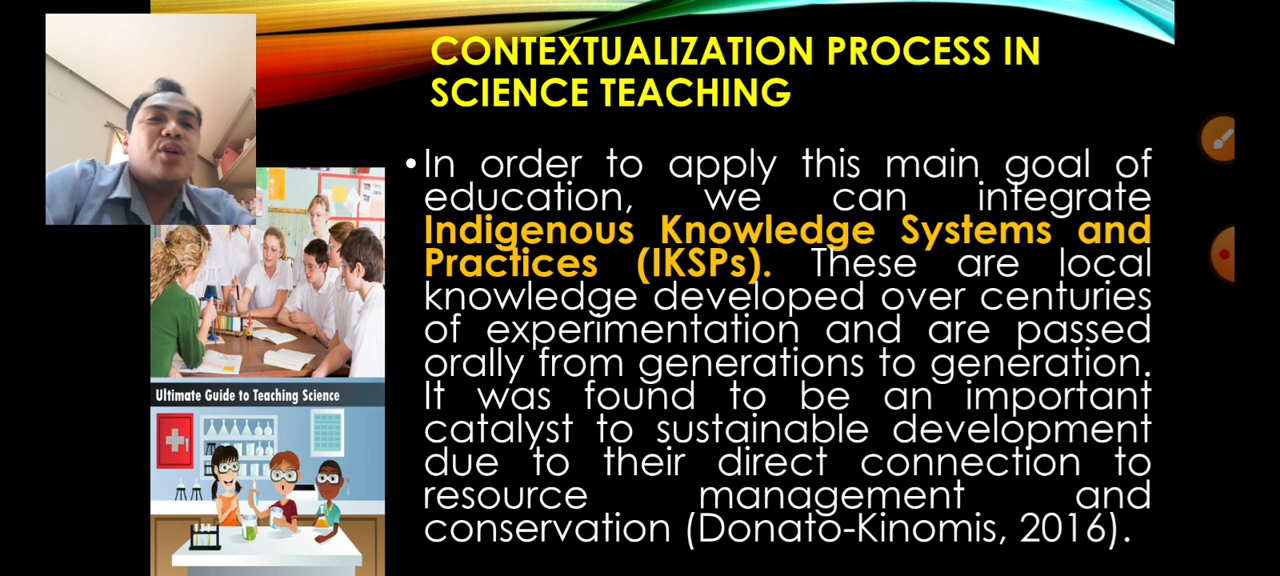 CONTEXTUALIZATION PROCESS IN
SCIENCE TEACHING
• In order to apply this main goal of
education, we can integrate
Indigenous Knowledge Systems and
Practices (IKSPs). These are local
knowledge developed over centuries
of experimentation and are passed
orally from generations to generation.
It was found to be an important
catalyst to sustainable development
due to their direct connection to
resource management and
conservation (Donato-Kinomis, 2016).
Ultimate Guide to Teaching Science